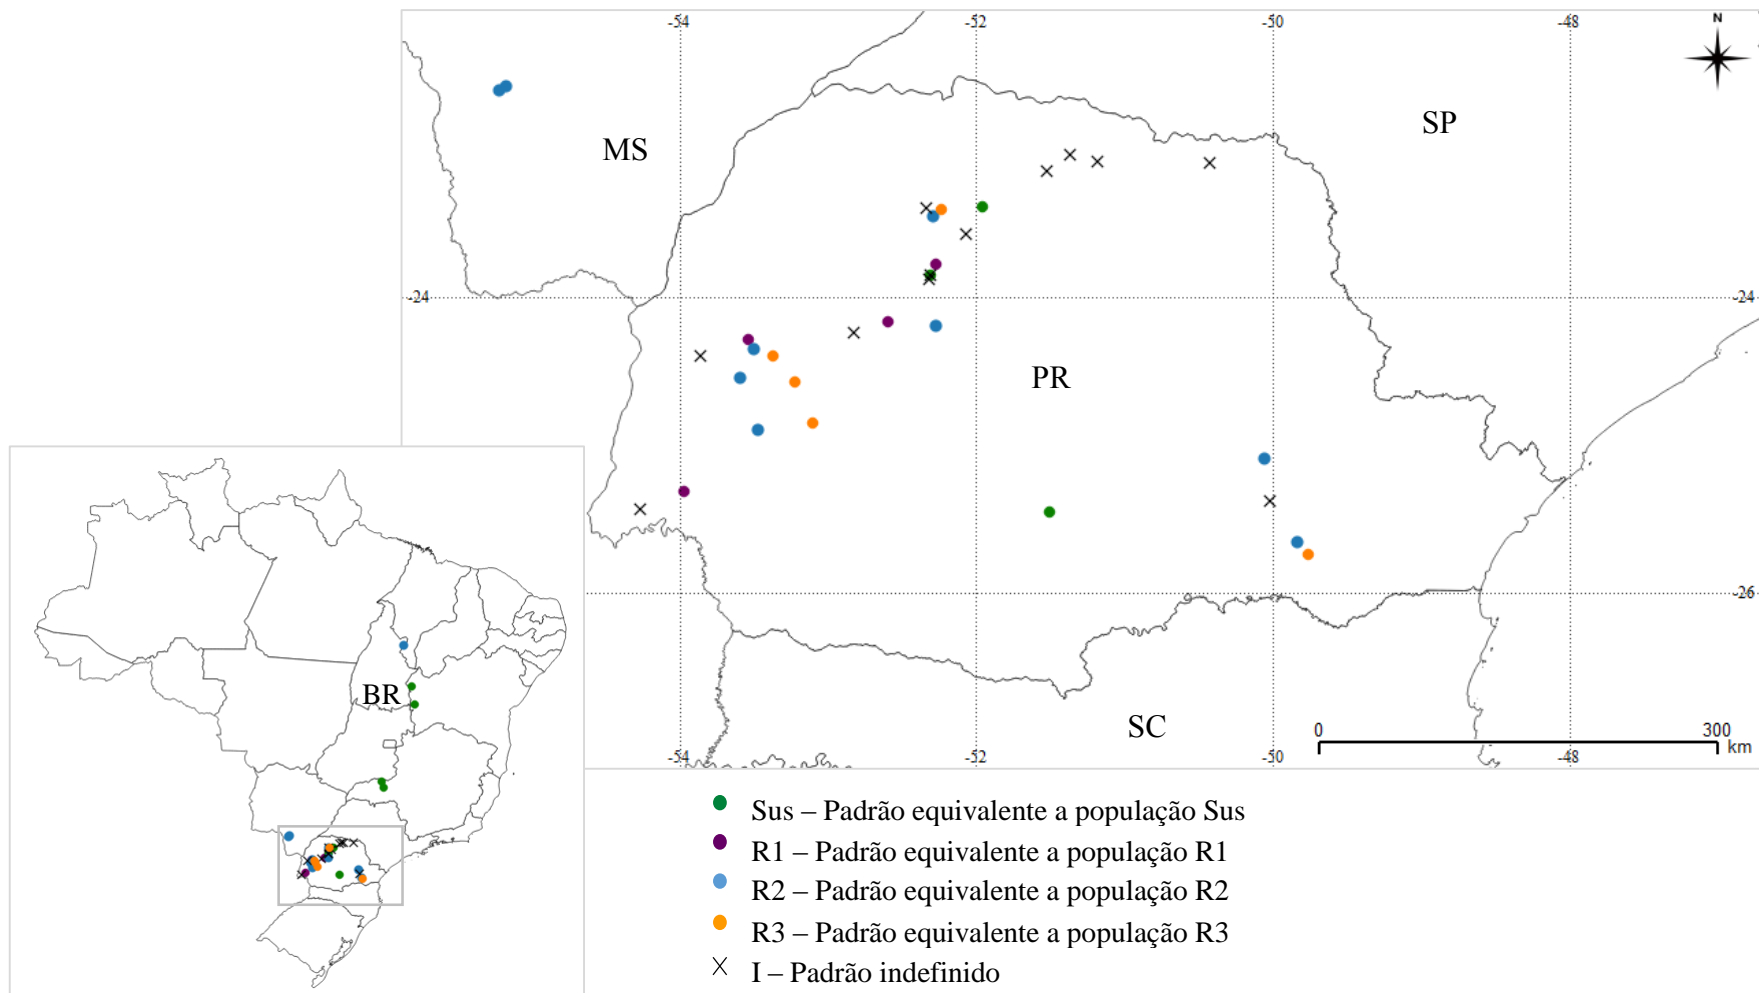 -54
-52
-50
-48
N
MS
SP
-24
-24
PR
-26
BR
SC
0
300
km
-54
-52
-50
-48
Sus – Padrão equivalente a população Sus
R1 – Padrão equivalente a população R1
R2 – Padrão equivalente a população R2
R3 – Padrão equivalente a população R3
I – Padrão indefinido